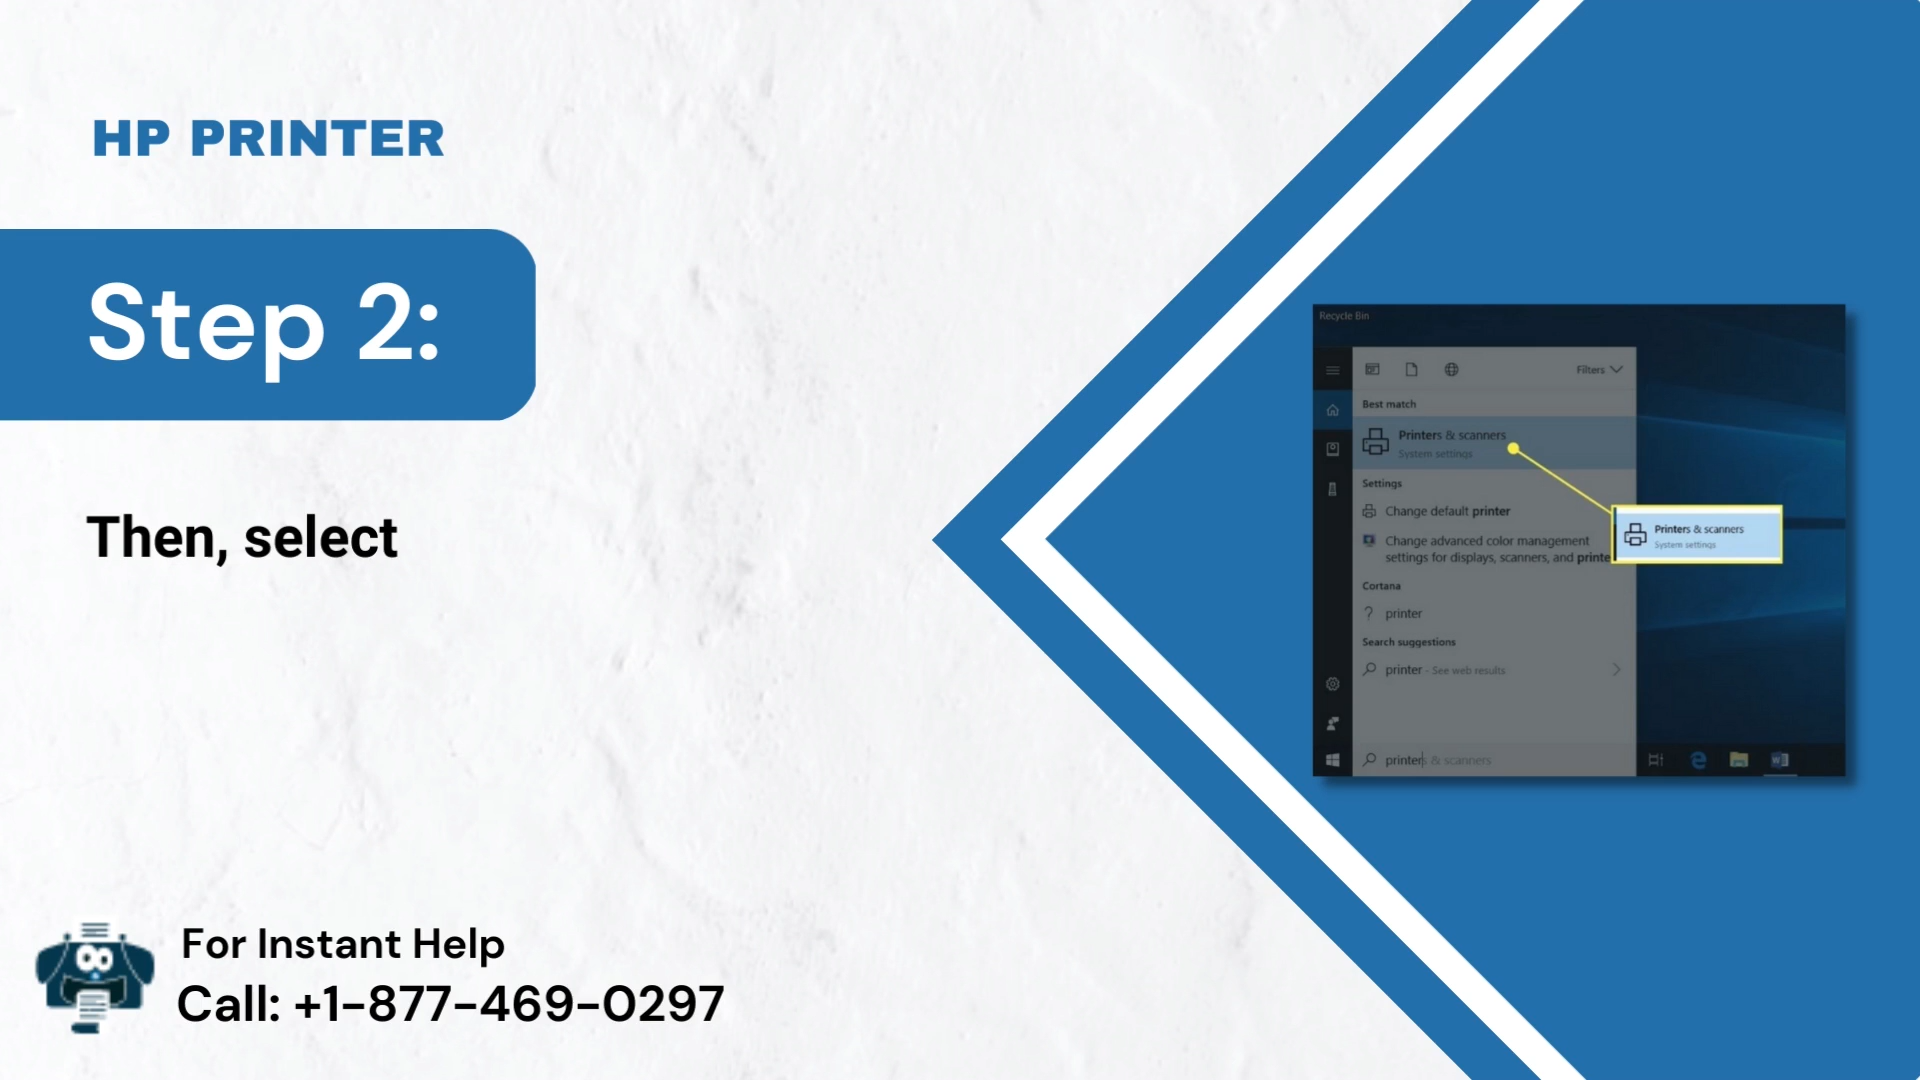 HP PRINTER
Step 2:
Then, select
For Instant Help
Call: +1-877-469-0297
Recycle Bin
Filters
Best match
Printers & scanners
System settings
Settings
Change default printer
Change advanced color management
settings for displays, scanners, and printe
Cortana
printer
Search suggestions
printer - See web results
printers & scanners
Printers & scanners
System settings